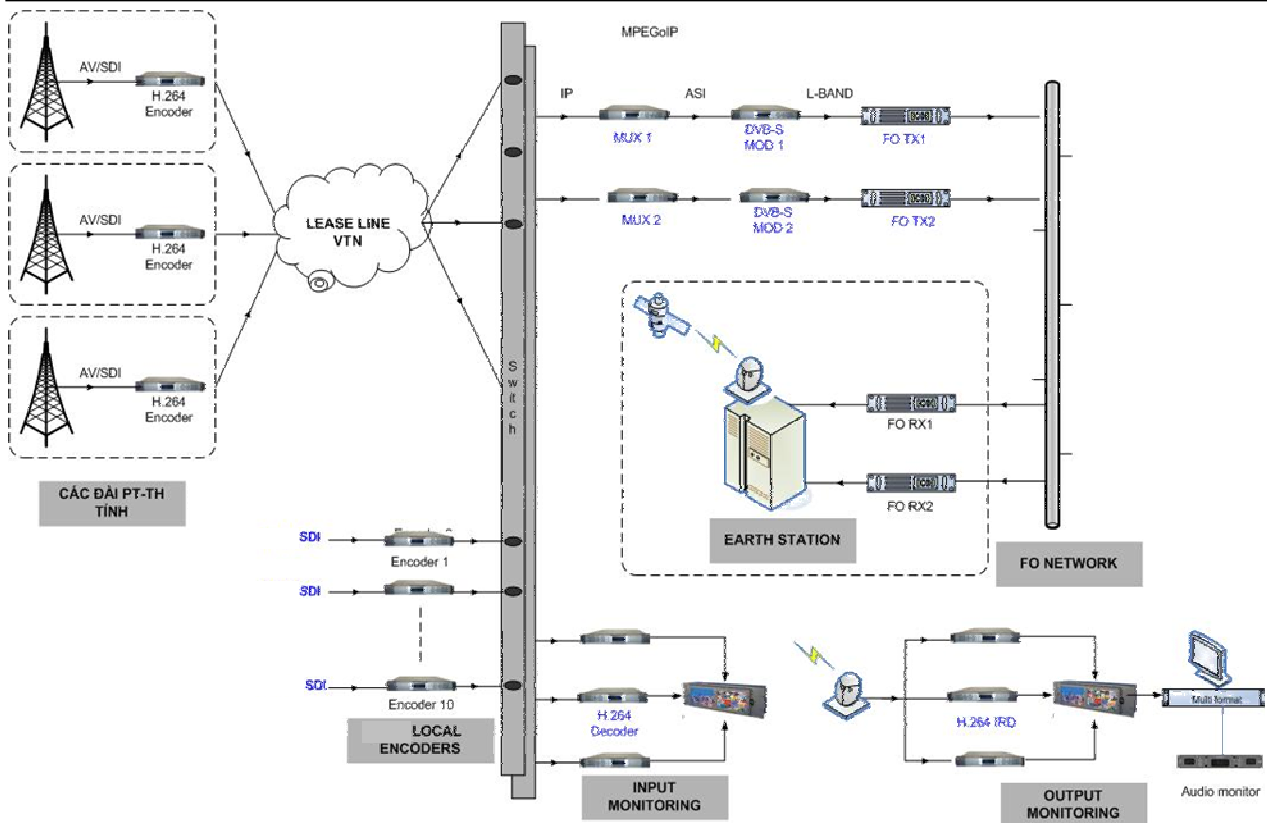 MPEGoIP
AV/SDI
H.264
Encoder
AV/SDI
H.264
Encoder
AV/SDI
H.264
Encoder
CÁC ĐÀI PT-TH
TỈNH
LEASE LINE
VTN
Switch
IP
ASI
L-BAND
MUX 1
DVB-S
MOD 1
FO TX1
MUX 2
DVB-S
MOD 2
FO TX2
FO RX1
FO RX2
EARTH STATION
FO NETWORK
SDI
Encoder 1
SDI
SDI
Encoder 10
LOCAL
ENCODERS
H.264
Decoder
INPUT
MONITORING
H.264 IRD
OUTPUT
MONITORING
Multi format
Audio monitor